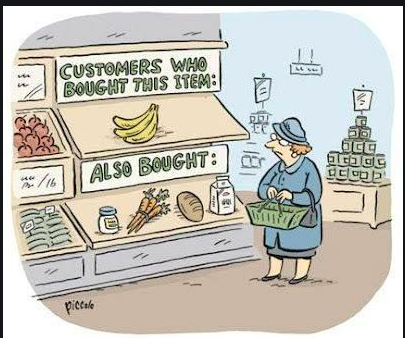 CUSTOMERS WHO
BOUGHT THIS ITEM:
ALSO BOUGHT:
/lb
Piccolo